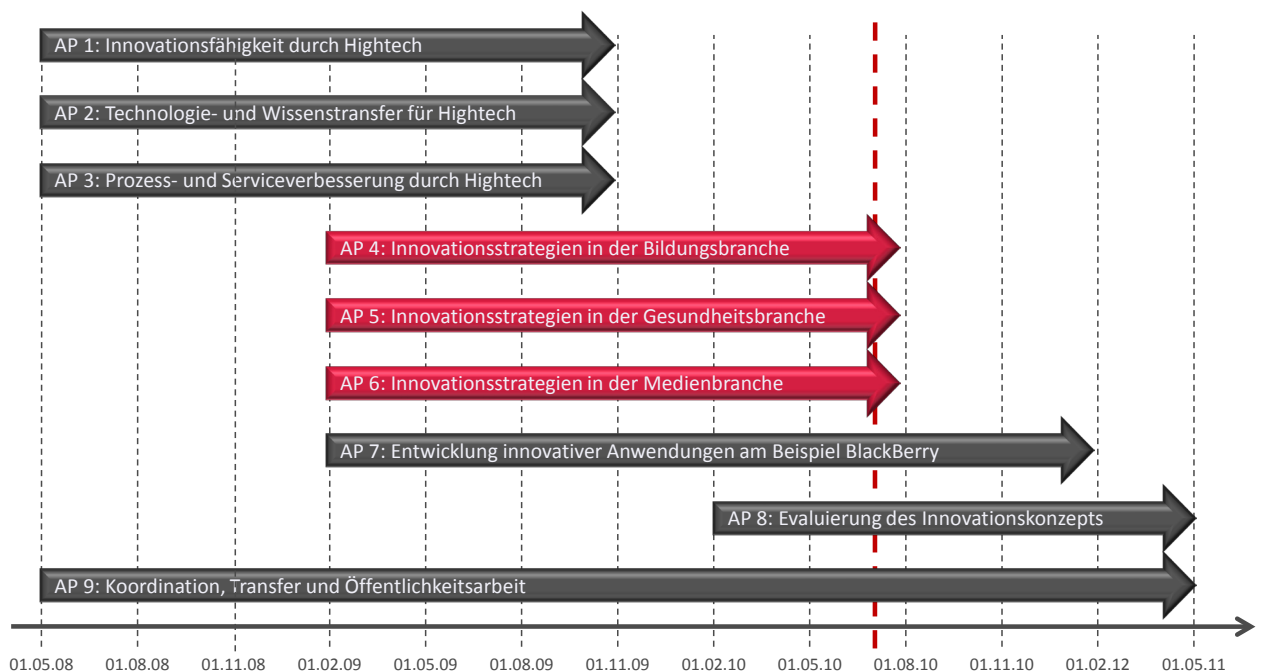 AP 1: Innovationsfähigkeit durch Hightech
AP 2: Technologie- und Wissenstransfer für Hightech
AP 3: Prozess- und Serviceverbesserung durch Hightech
AP 4: Innovationsstrategien in der Bildungsbranche
AP 5: Innovationsstrategien in der Gesundheitsbranche
AP 6: Innovationsstrategien in der Medienbranche
AP 7: Entwicklung innovativer Anwendungen am Beispiel BlackBerry
AP 8: Evaluierung des Innovationskonzepts
AP 9: Koordination, Transfer und Öffentlichkeitsarbeit
01.05.08 01.08.08 01.11.08 01.02.09 01.05.09 01.08.09 01.11.09 01.02.10 01.05.10 01.08.10 01.11.10 01.02.12 01.05.11